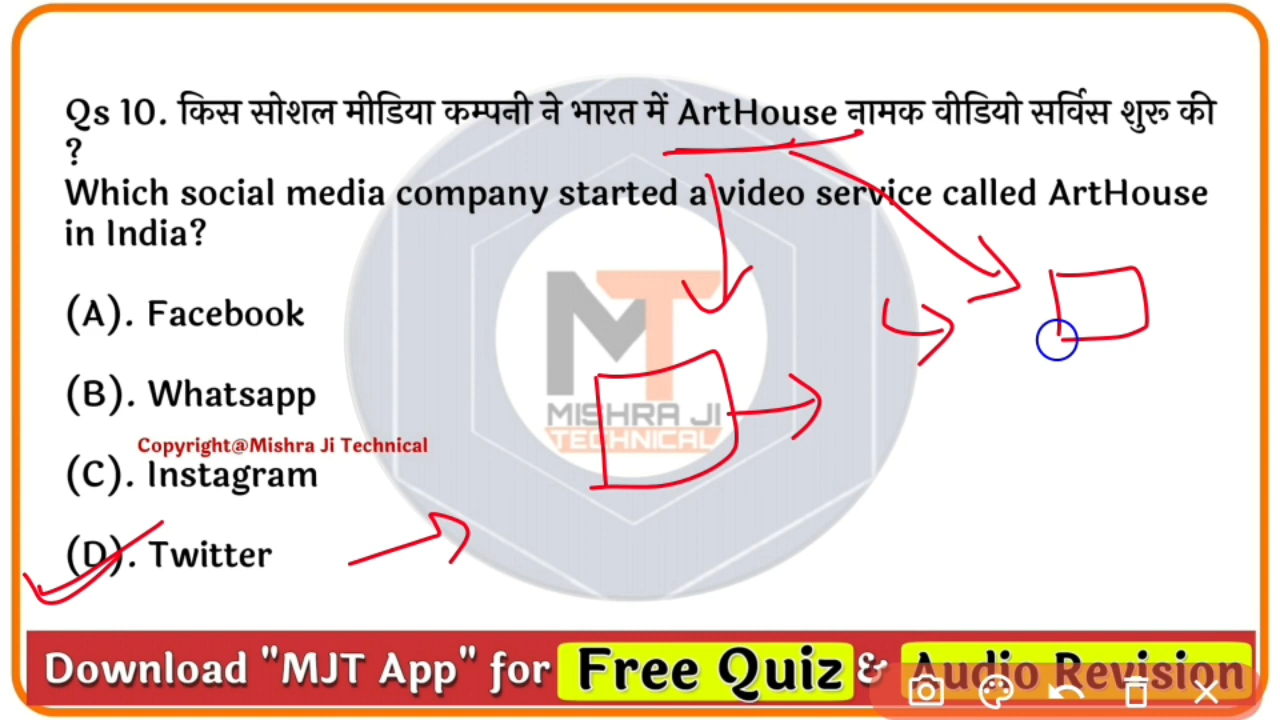 Qs 10. किस सोशल मीडिया कम्पनी ने भारत में ArtHouse नामक वीडियो सर्विस शुरू की
?
Which social media company started a video service called ArtHouse
in India?
(A). Facebook
(B). Whatsapp
Copyright@Mishra Ji Technical
(C). Instagram
(D). Twitter
MT
MISHRA JI
TECHNICAL
Download "MJT App" for Free Quiz & Audio Revision